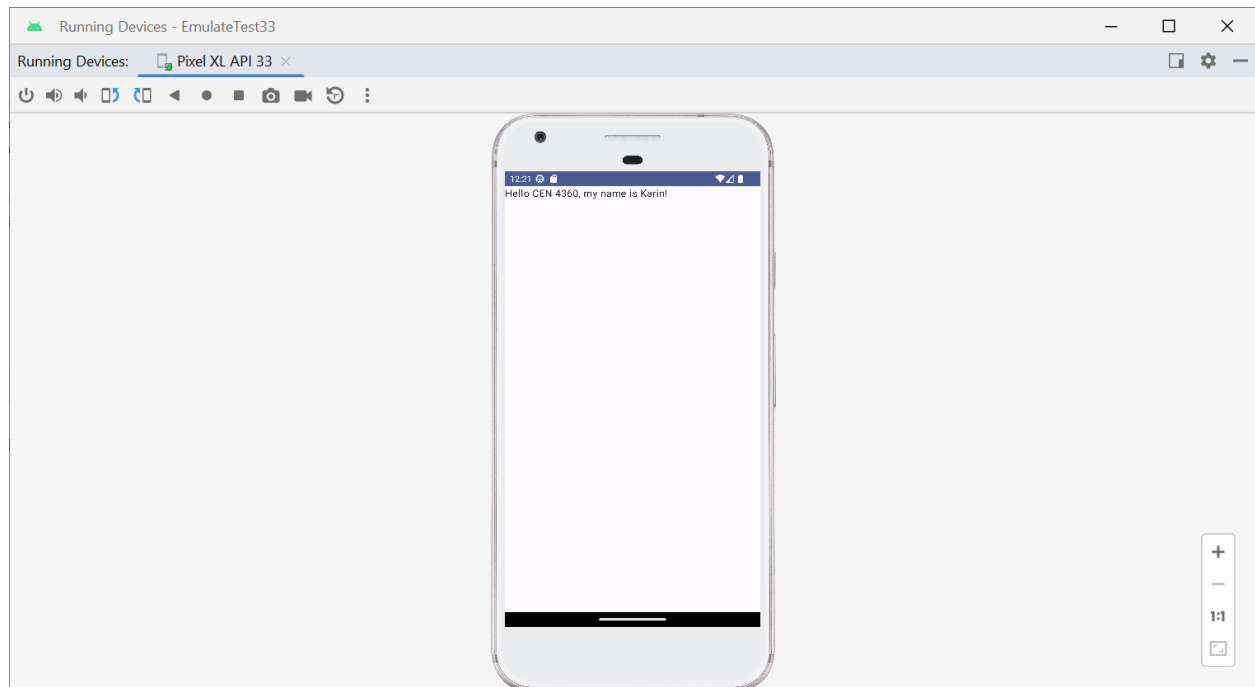 Running Devices - EmulateTest33
Running Devices: Pixel XL API 33
12:21
Hello CEN 4360, my name is Karin!
1:1